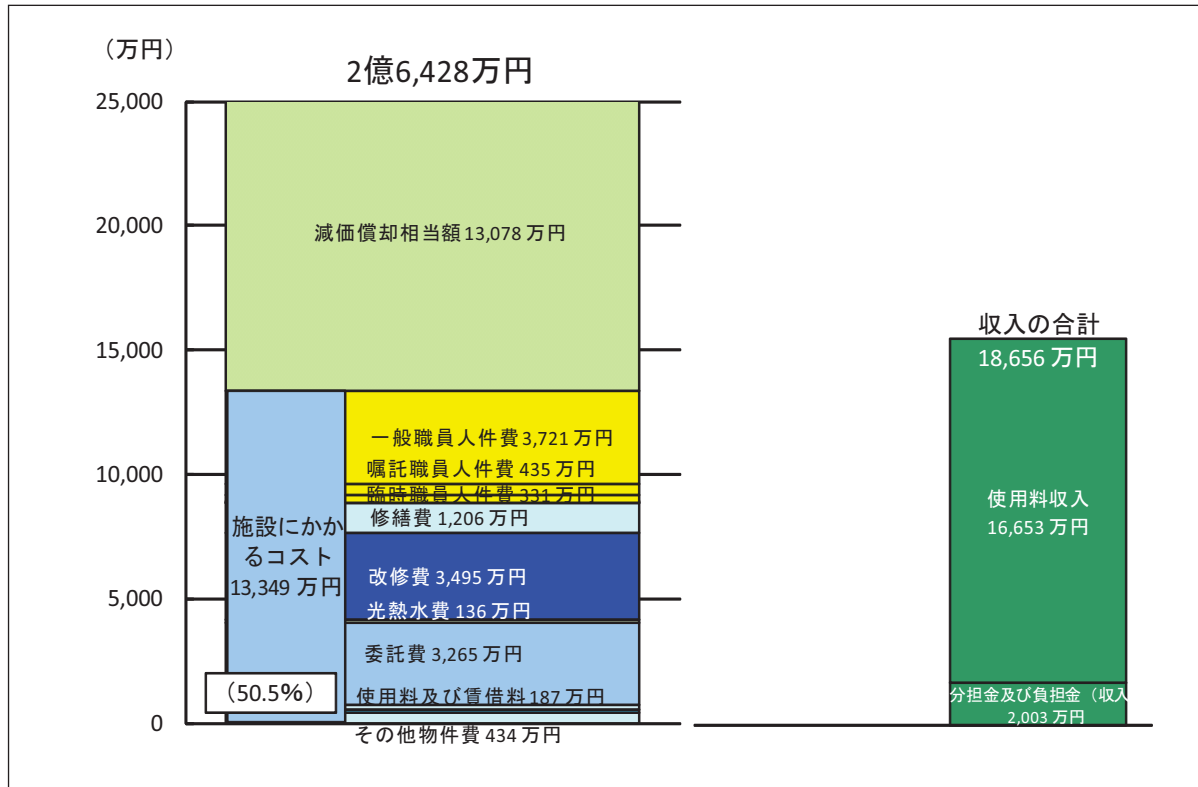 （万円）
2億6,428万円
25,000
20,000
15,000
10,000
5,000
0
減価償却相当額13,078 万円
一般職員人件費3,721 万円
嘱託職員人件費 435 万円
臨時職員人件費 331 万円
修繕費 1,206 万円
改修費 3,495 万円
光熱水費 136 万円
委託費 3,265 万円
使用料及び賃借料187 万円
その他物件費 434 万円
施設にかか
るコスト
13,349 万円
（50.5％）
収入の合計
18,656 万円
使用料収入
16,653 万円
分担金及び負担金（収入
2,003 万円